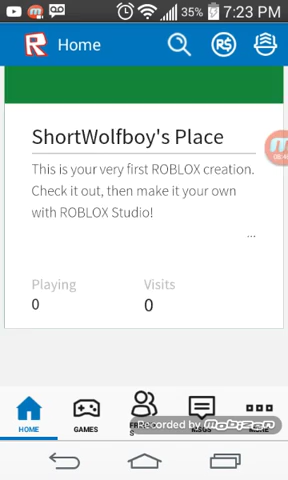 35% 7:23 PM
R Home R$
ShortWolfboy's Place
This is your very first ROBLOX creation.
Check it out, then make it your own
with ROBLOX Studio!
...
Playing Visits
0 0
Recorded by Mobizen
HOME GAMES